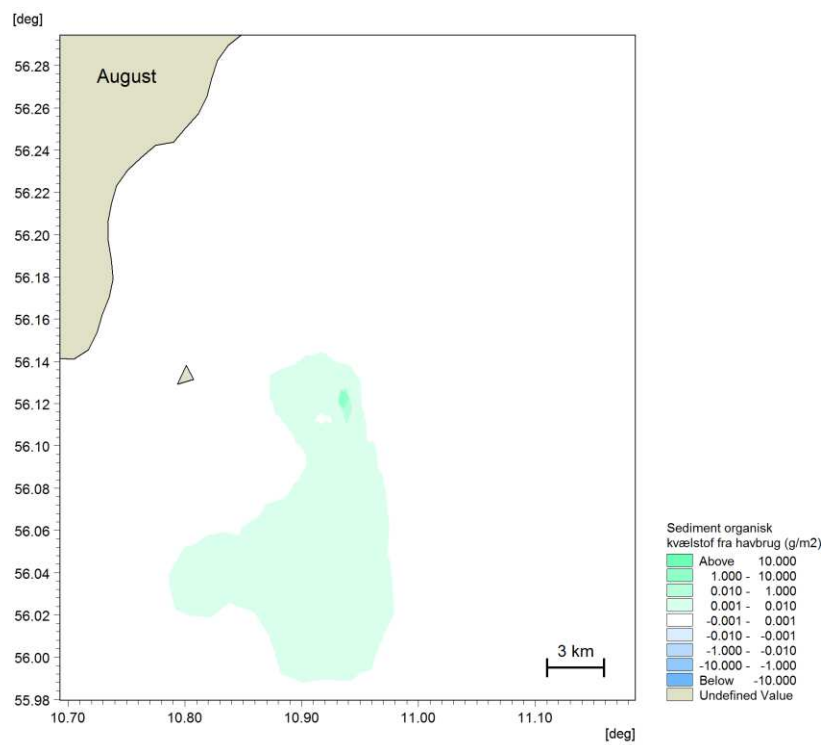 [deg]
August
56.28
56.26
56.24
56.22
56.20
56.18
56.16
56.14
56.12
56.10
56.08
56.06
56.04
56.02
56.00
55.98
3 km
10.70 10.80 10.90 11.00 11.10
[deg]
Sediment organisk
kvælstof fra havbrug (g/m2)
Above 10.000
1.000 - 10.000
0.010 - 1.000
0.001 - 0.010
-0.001 - 0.001
-0.010 - -0.001
-1.000 - -0.010
-10.000 - -1.000
Below -10.000
Undefined Value